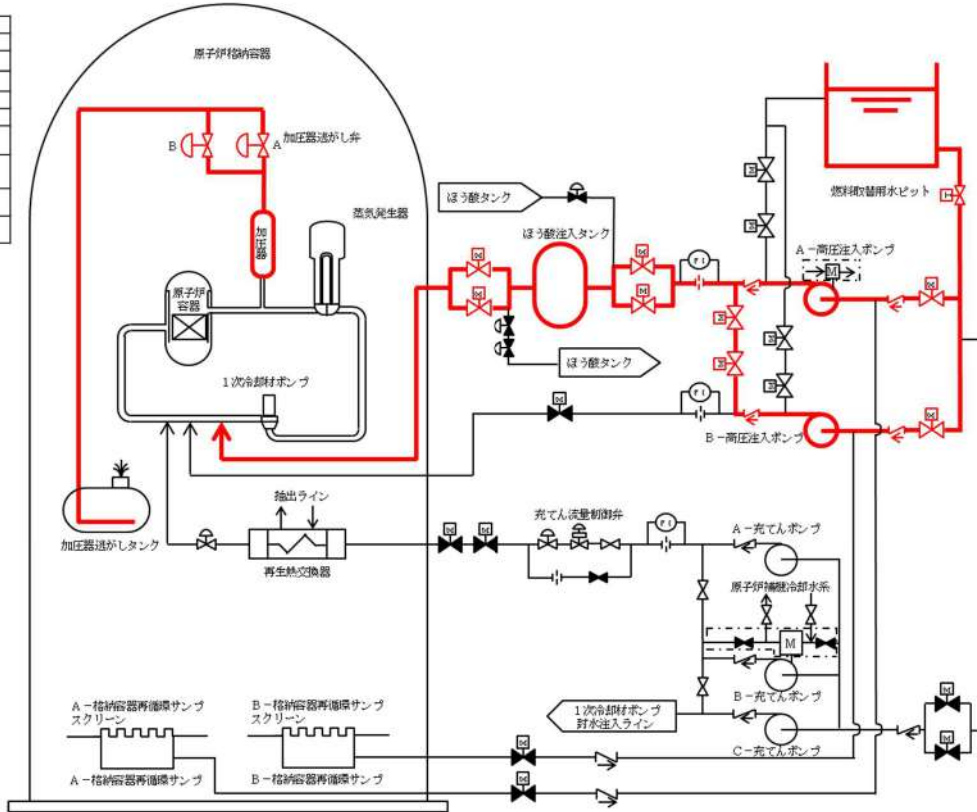 原子炉格納容器
加圧器逃がし弁
B
A
加圧器
蒸気発生器
原子炉
容器
1次冷却材ポンプ
加圧器逃がしタンク
ほう酸タンク
ほう酸注入タンク
ほう酸タンク
燃料取替用水ピット
A-高圧注入ポンプ
M
B-高圧注入ポンプ
抽出ライン
再生熱交換器
充てん流量制御弁
A-充てんポンプ
原子炉補機冷却水系
M
B-充てんポンプ
1次冷却材ポンプ
封水注入ライン
C-充てんポンプ
A-格納容器再循環サンプ
スクリーン
B-格納容器再循環サンプ
スクリーン
A-格納容器再循環サンプ
B-格納容器再循環サンプ